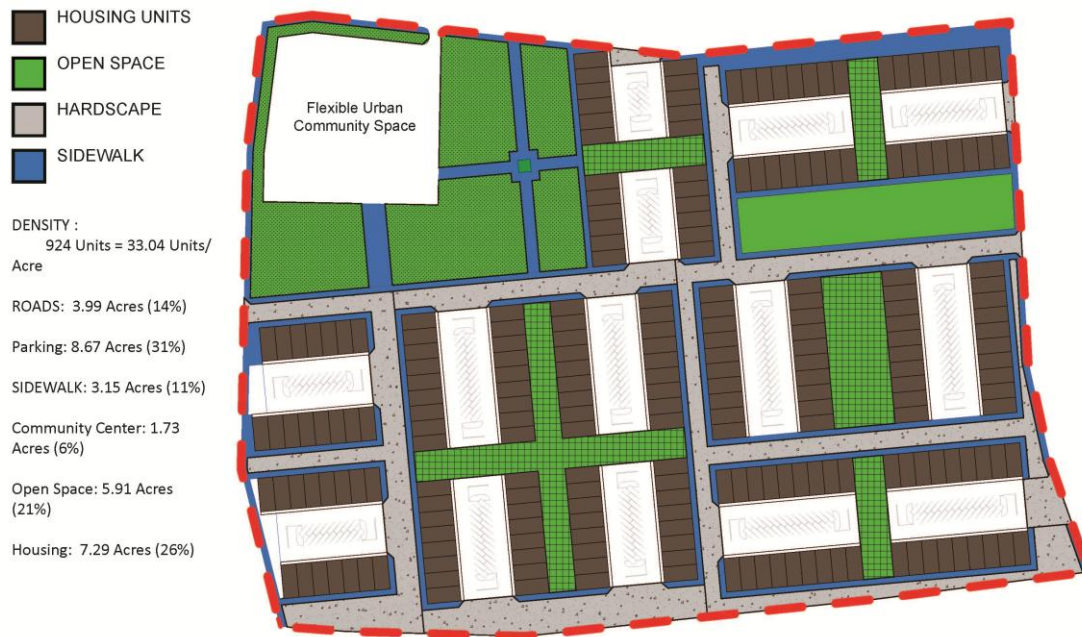 HOUSING UNITS
OPEN SPACE
HARDSCAPE
SIDEWALK
DENSITY :
924 Units = 33.04 Units/
Acre
ROADS: 3.99 Acres (14%)
Parking: 8.67 Acres (31%)
SIDEWALK: 3.15 Acres (11%)
Community Center: 1.73
Acres (6%)
Open Space: 5.91 Acres
(21%)
Housing: 7.29 Acres (26%)
Flexible Urban
Community Space